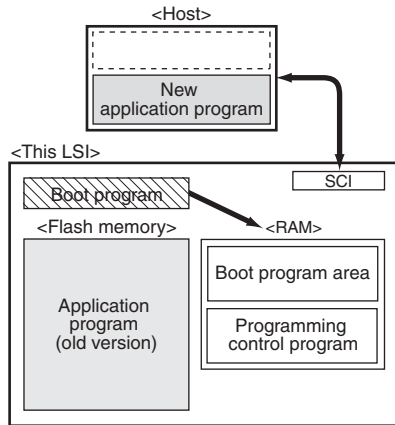 <Host>
New
application program
<This LSI>
SCI
Boot program
<Flash memory>
<RAM>
Application
program
(old version)
Boot program area
Programming
control program